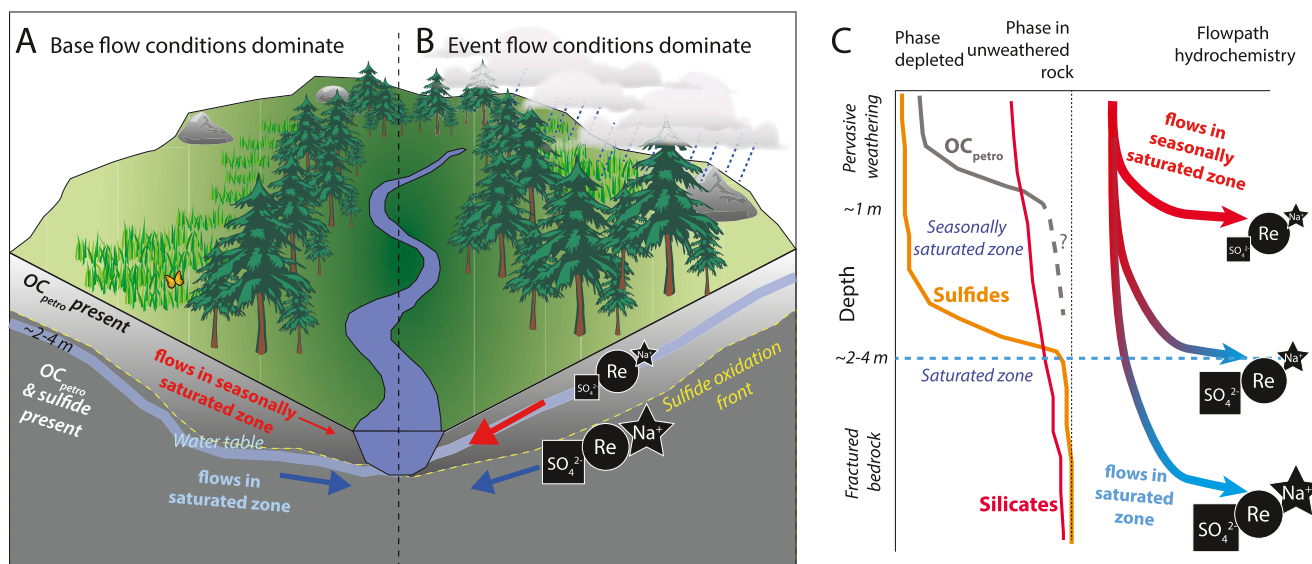 A Base flow conditions dominate
B Event flow conditions dominate
OCpetro present
~2-4 m
OCpetro
& sulfide
present
flows in seasonally
saturated zone
Water table
flows in
saturated zone
SO₄²⁻ Re Na⁺
Sulfide oxidation
front
SO₄²⁻ Re Na⁺
C
Phase
depleted
Phase in
unweathered
rock
Flowpath
hydrochemistry
Depth
Pervasive
weathering
~1 m
~2-4 m
Fractured
bedrock
OCpetro
?
Seasonally
saturated zone
Sulfides
Saturated zone
Silicates
flows in
seasonally
saturated zone
SO₄²⁻ Re Na⁺
SO₄²⁻ Re Na⁺
flows in
saturated
zone
SO₄²⁻ Re Na⁺